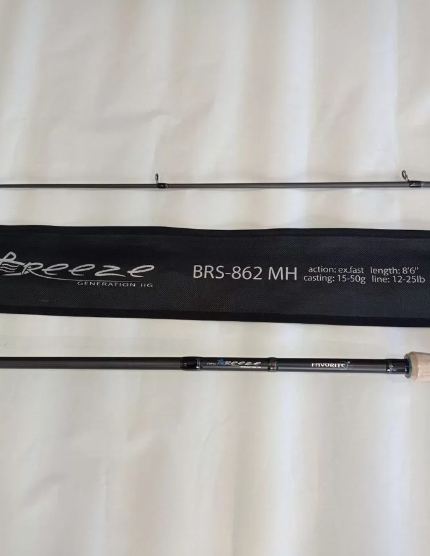 Breeze
GENERATION IIG
BRS-862 MH
action: ex.fast length: 8'6"
casting: 15-50g line: 12-25lb
Breeze
FAVORITE